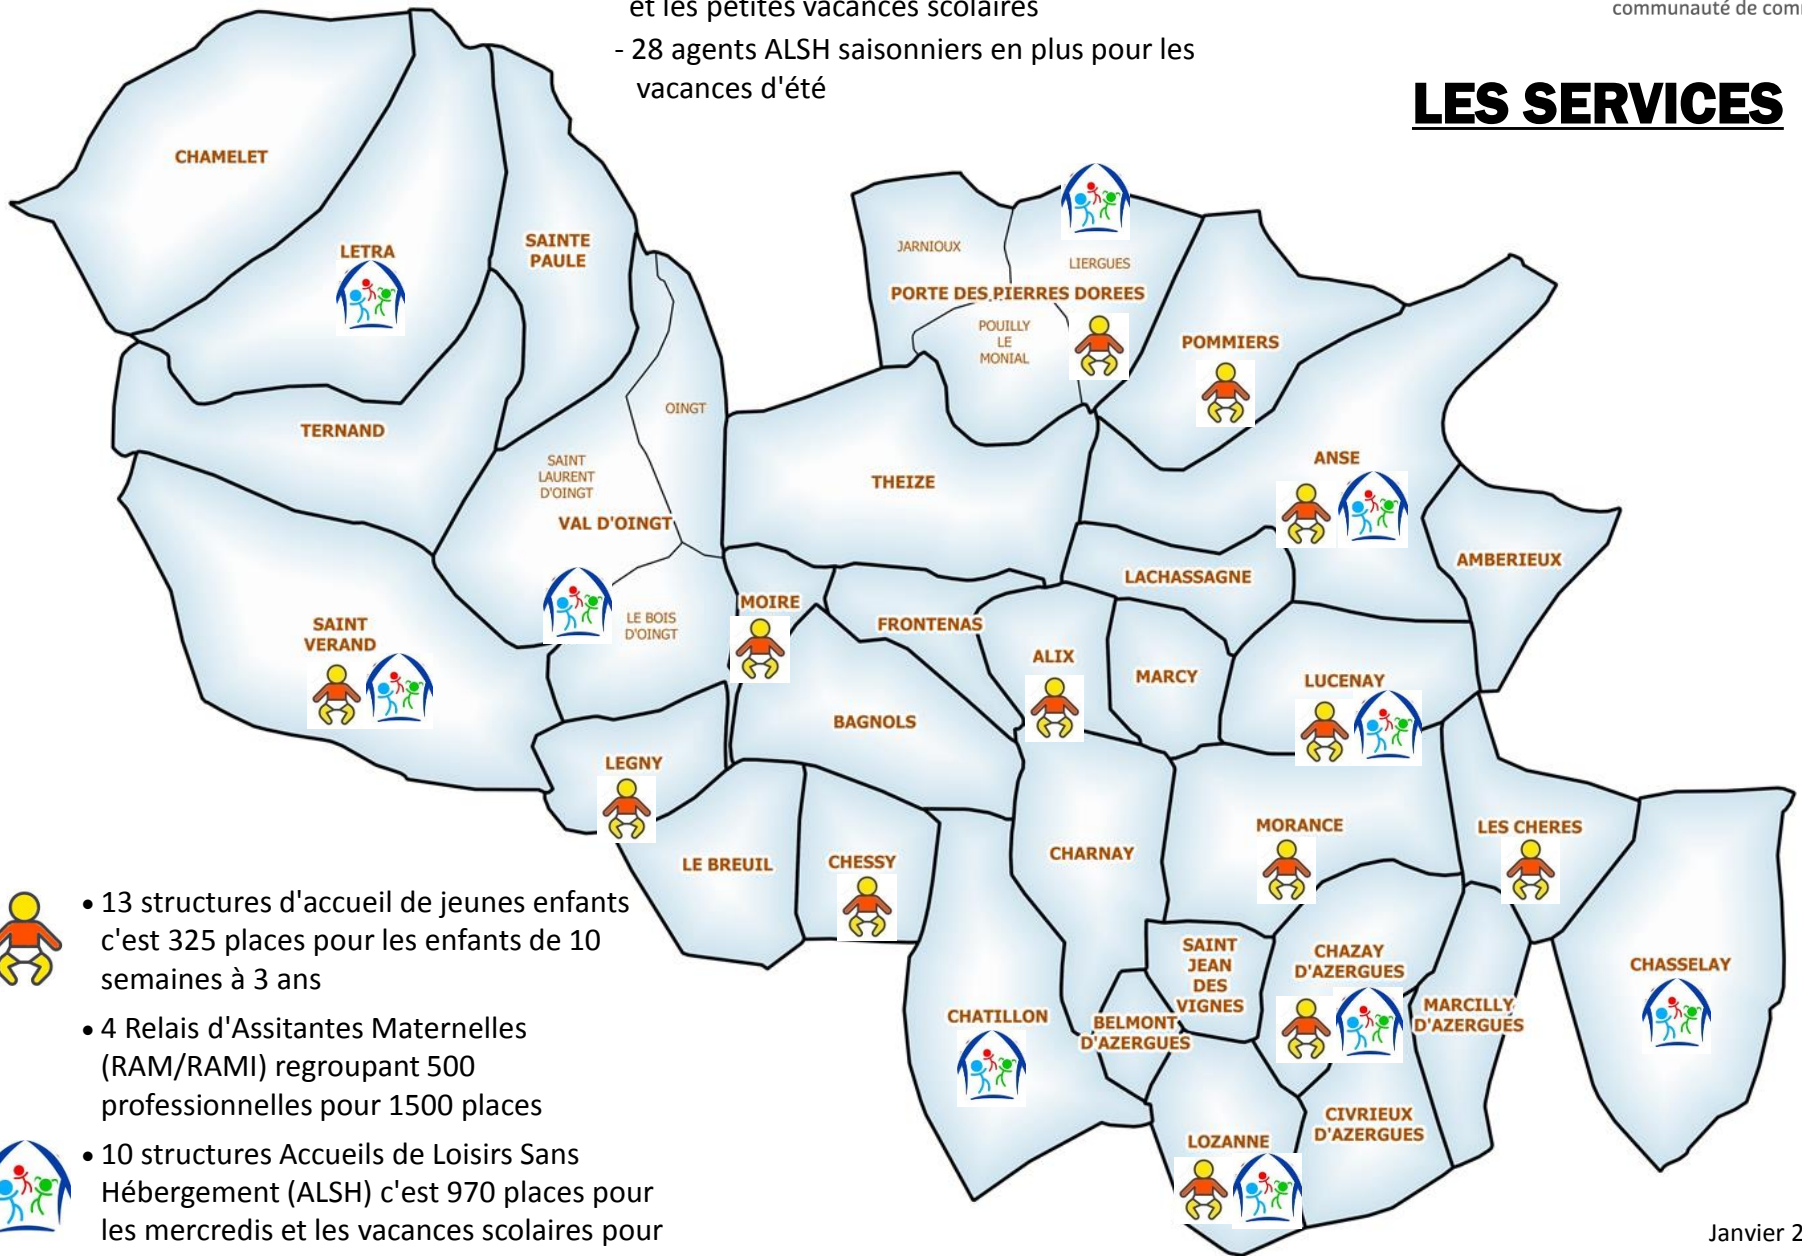 et les petites vacances scolaires
- 28 agents ALSH saisonniers en plus pour les
vacances d'été
communauté de com
LES SERVICES
CHAMELET
LETRA
SAINTE
PAULE
JARNIOUX
LIERGUES
PORTE DES PIERRES DOREES
POUILLY
LE
MONIAL
POMMIERS
OINGT
TERNAND
SAINT
LAURENT
D'OINGT
VAL D'OINGT
THEIZE
ANSE
AMBERIEUX
LACHASSAGNE
MOIRE
LE BOIS
D'OINGT
FRONTENAS
SAINT
VERAND
ALIX
MARCY
LUCENAY
BAGNOLS
LEGNY
LE BREUIL
CHESSY
CHARNAY
MORANCE
LES CHERES
SAINT
JEAN
DES
VIGNES
CHAZAY
D'AZERGUES
CHASSELAY
MARCILLY
D'AZERGUES
CHATILLON
BELMONT
D'AZERGUES
LOZANNE
CIVRIEUX
D'AZERGUES
• 13 structures d'accueil de jeunes enfants
c'est 325 places pour les enfants de 10
semaines à 3 ans
• 4 Relais d'Assitantes Maternelles
(RAM/RAMI) regroupant 500
professionnelles pour 1500 places
• 10 structures Accueils de Loisirs Sans
Hébergement (ALSH) c'est 970 places pour
les mercredis et les vacances scolaires pour
Janvier 2